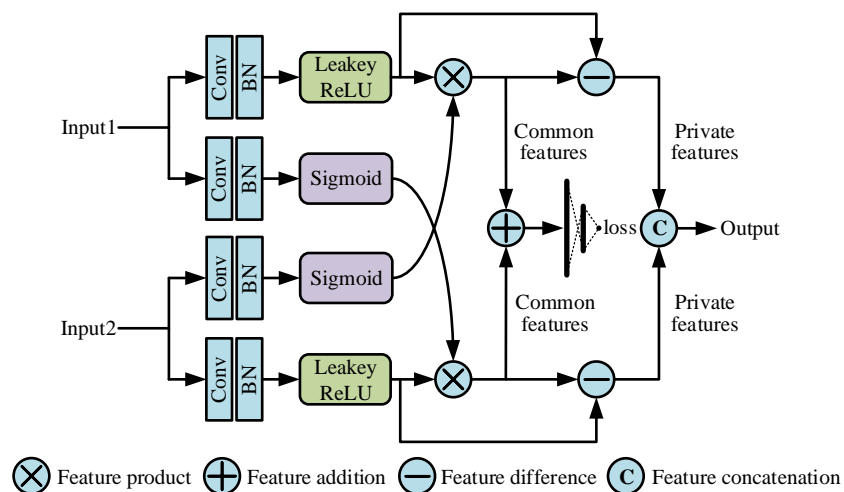 Input1
Conv
BN
Leakey
ReLU
Conv
BN
Sigmoid
Common
features
Private
features
loss
C
Output
Input2
Conv
BN
Sigmoid
Common
features
Private
features
Conv
BN
Leakey
ReLU
Feature product
Feature addition
Feature difference
C
Feature concatenation